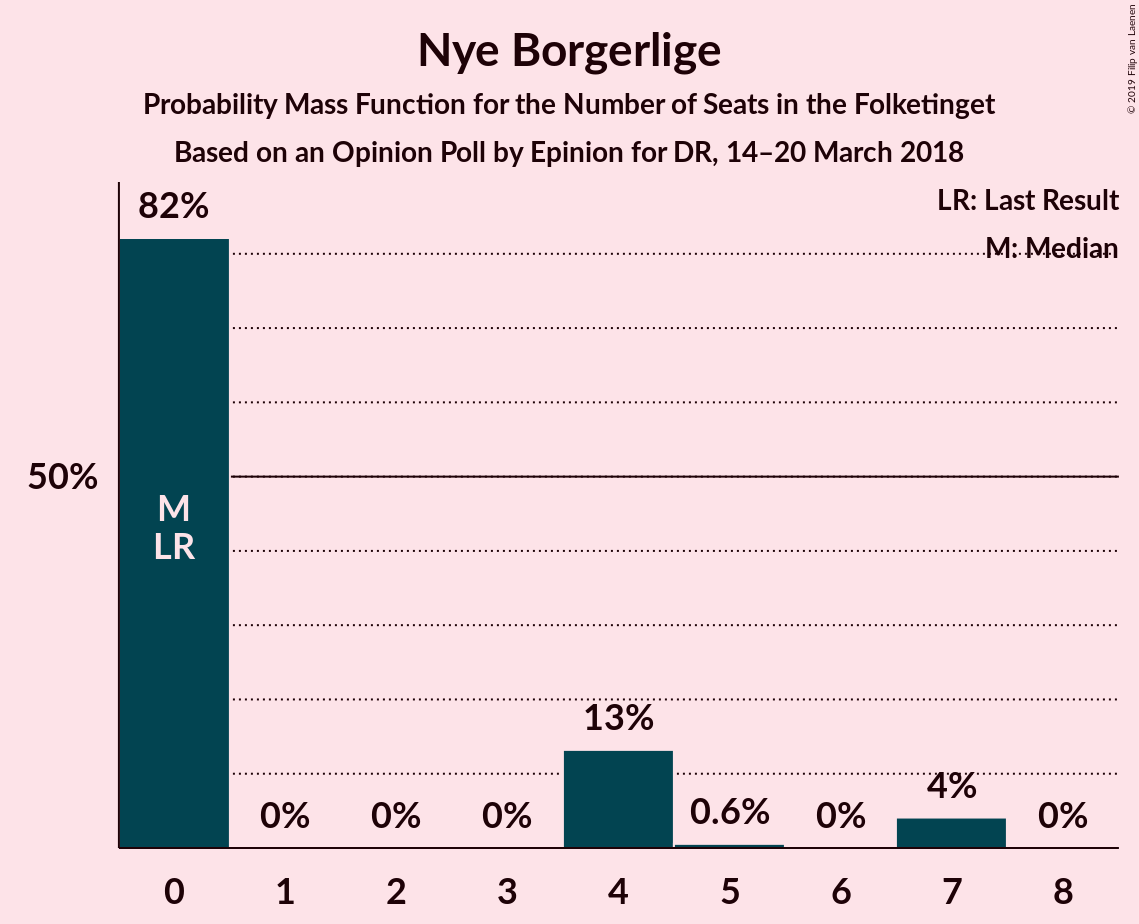 Nye Borgerlige
Probability Mass Function for the Number of Seats in the Folketinget
Based on an Opinion Poll by Epinion for DR, 14–20 March 2018
© 2019 Filip van Laenen
LR: Last Result
M: Median
82%
50%
M
LR
0%
0%
0%
13%
0.6%
0%
4%
0%
0
1
2
3
4
5
6
7
8